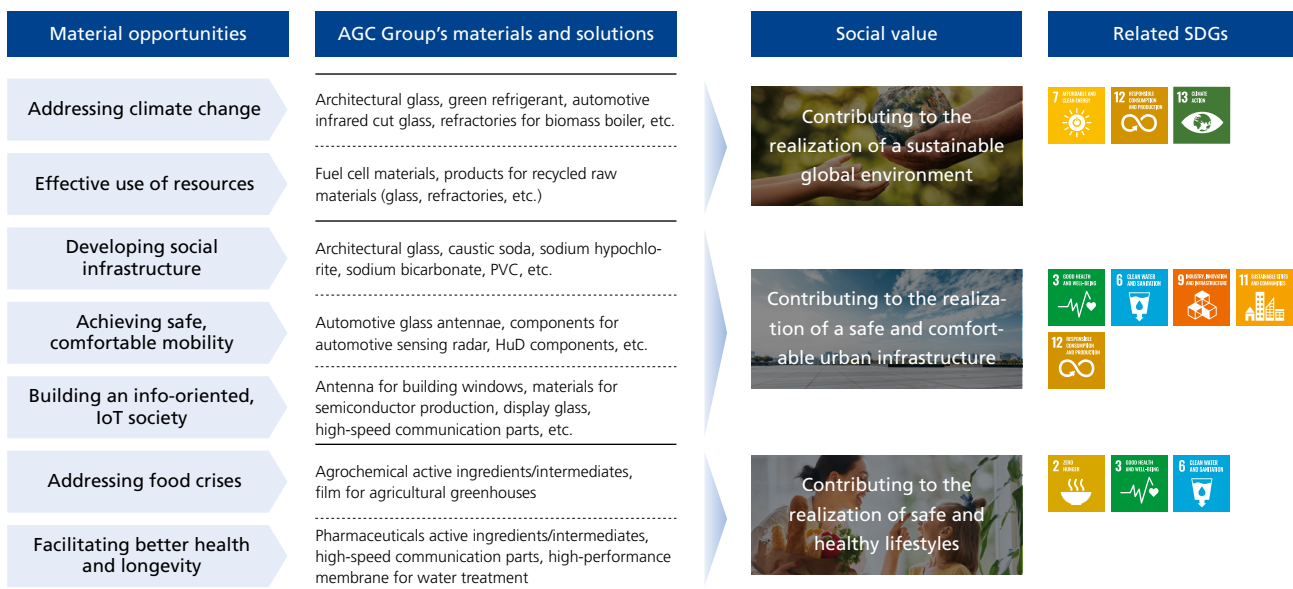 Material opportunities
AGC Group's materials and solutions
Social value
Related SDGs
Addressing climate change
Architectural glass, green refrigerant, automotive
infrared cut glass, refractories for biomass boiler, etc.
Effective use of resources
Fuel cell materials, products for recycled raw
materials (glass, refractories, etc.)
Contributing to the
realization of a sustainable
global environment
7 AFFORDABLE AND
CLEAN ENERGY
12 RESPONSIBLE
CONSUMPTION
AND PRODUCTION
13 CLIMATE
ACTION
Developing social
infrastructure
Architectural glass, caustic soda, sodium hypochlo-
rite, sodium bicarbonate, PVC, etc.
Achieving safe,
comfortable mobility
Automotive glass antennae, components for
automotive sensing radar, HuD components, etc.
Building an info-oriented,
IoT society
Antenna for building windows, materials for
semiconductor production, display glass,
high-speed communication parts, etc.
Contributing to the realiza-
tion of a safe and comfort-
able urban infrastructure
3 GOOD HEALTH
AND WELL-BEING
6 CLEAN WATER
AND SANITATION
9 INDUSTRY, INNOVATION
AND INFRASTRUCTURE
11 SUSTAINABLE CITIES
AND COMMUNITIES
12 RESPONSIBLE
CONSUMPTION
AND PRODUCTION
Addressing food crises
Agrochemical active ingredients/intermediates,
film for agricultural greenhouses
Facilitating better health
and longevity
Pharmaceuticals active ingredients/intermediates,
high-speed communication parts, high-performance
membrane for water treatment
Contributing to the
realization of safe and
healthy lifestyles
2 ZERO
HUNGER
3 GOOD HEALTH
AND WELL-BEING
6 CLEAN WATER
AND SANITATION